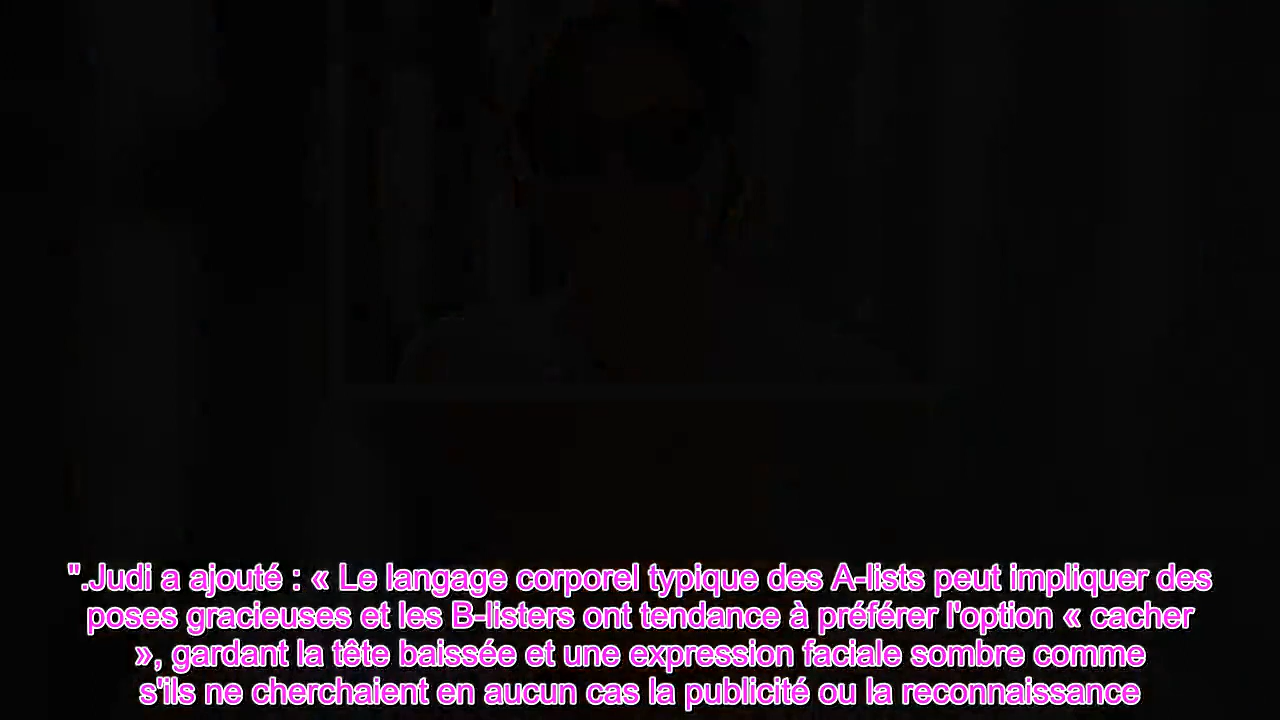 ".Judi a ajouté : « Le langage corporel typique des A-lists peut impliquer des
poses gracieuses et les B-listers ont tendance à préférer l'option « cacher
», gardant la tête baissée et une expression faciale sombre comme
s'ils ne cherchaient en aucun cas la publicité ou la reconnaissance